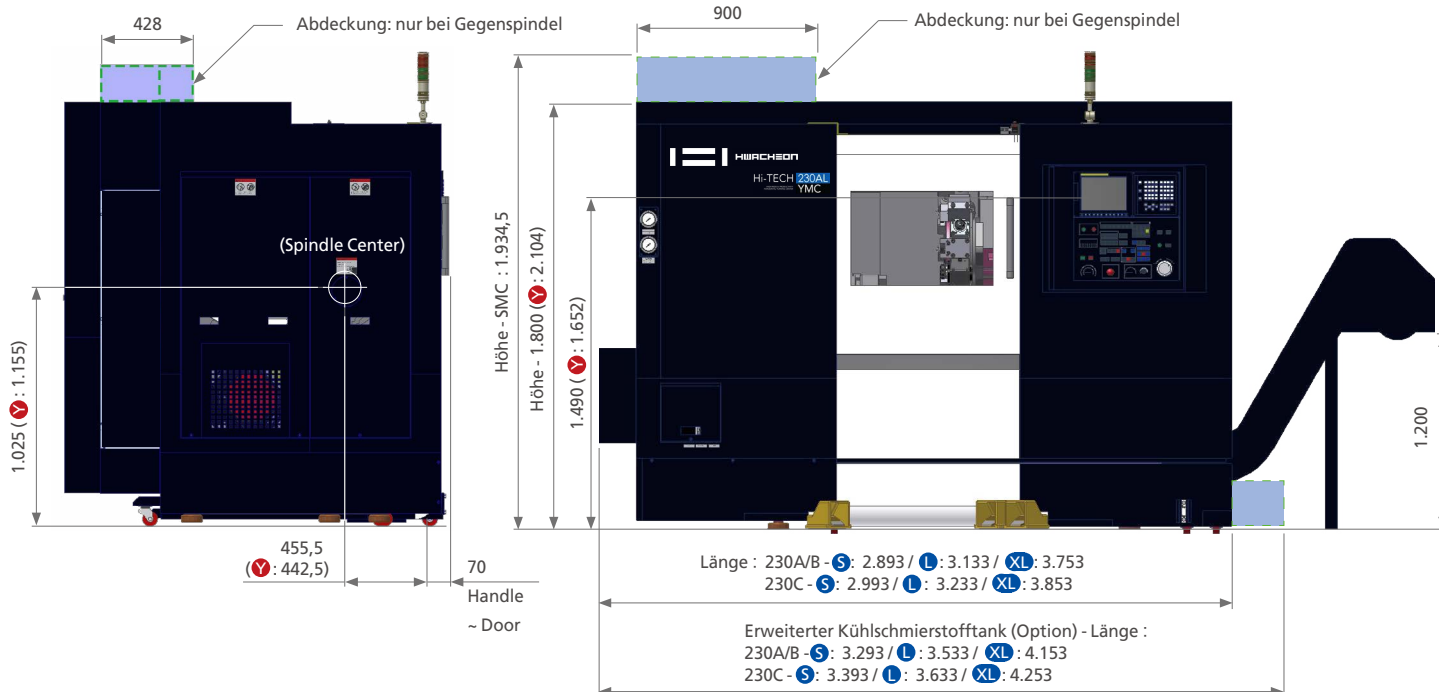 428
Abdeckung: nur bei Gegenspindel
900
Abdeckung: nur bei Gegenspindel
HWACHEON
Hi-TECH 230AL
YMC
(Spindle Center)
1.025 (Y : 1.155)
Höhe - SMC : 1.934,5
Höhe - 1.800 (Y : 2.104)
1.490 (Y : 1.652)
1.200
455,5
(Y : 442,5)
70
Handle
~ Door
Länge : 230A/B - S : 2.893 / L : 3.133 / XL : 3.753
230C - S : 2.993 / L : 3.233 / XL : 3.853
Erweiterter Kühlschmierstofftank (Option) - Länge :
230A/B - S : 3.293 / L : 3.533 / XL : 4.153
230C - S : 3.393 / L : 3.633 / XL : 4.253